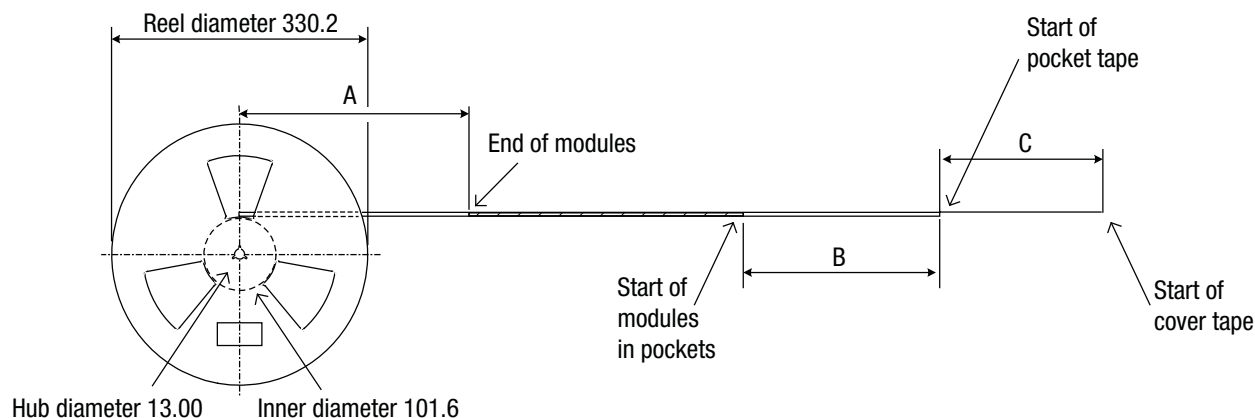 Reel diameter 330.2
Start of
pocket tape
A
End of modules
C
B
Start of
modules
in pockets
Start of
cover tape
Hub diameter 13.00
Inner diameter 101.6